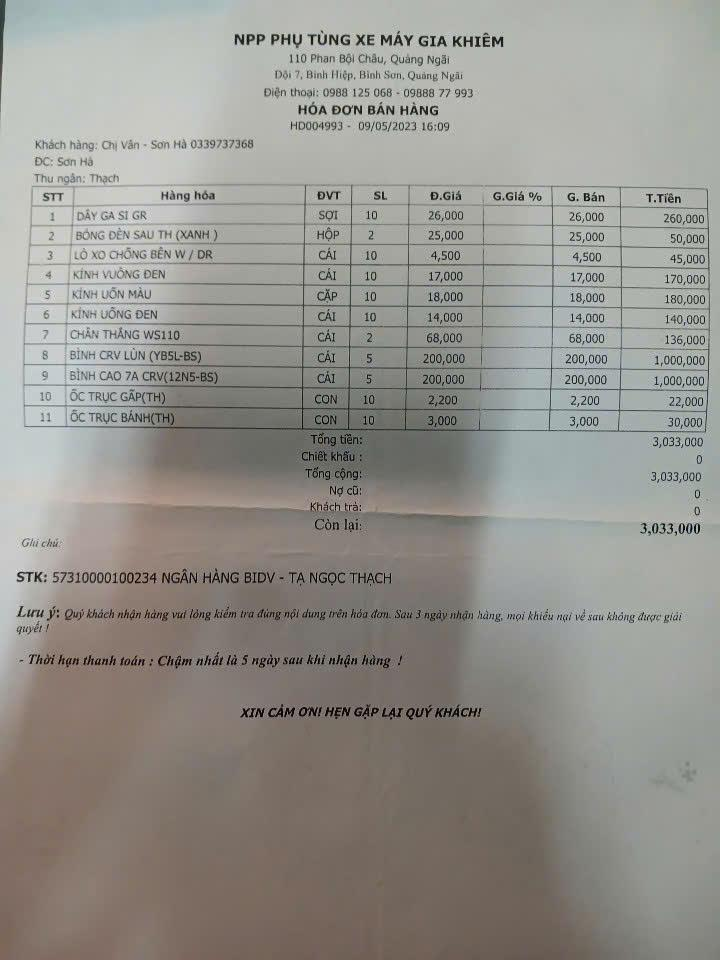 NPP PHỤ TÙNG XE MÁY GIA KHIÊM
110 Phan Bội Châu, Quảng Ngãi
Đội 7, Bình Hiệp, Bình Sơn, Quảng Ngãi
Điện thoại: 0988 125 068 - 09888 77 993
HÓA ĐƠN BÁN HÀNG
HD004993 - 09/05/2023 16:09
Khách hàng: Chị Vân - Sơn Hà 0339737368
ĐC: Sơn Hà
Thu ngân: Thạch
STT Hàng hóa ĐVT SL Đ.Giá G.Giá % G. Bán T.Tiền
1 DÂY GA SI GR SỢI 10 26,000 26,000 260,000
2 BÓNG ĐÈN SAU TH (XANH ) HỘP 2 25,000 25,000 50,000
3 LÒ XO CHỐNG BÊN W / DR CÁI 10 4,500 4,500 45,000
4 KÍNH VUÔNG ĐEN CÁI 10 17,000 17,000 170,000
5 KÍNH UỐN MÀU CẶP 10 18,000 18,000 180,000
6 KÍNH UỐNG ĐEN CÁI 10 14,000 14,000 140,000
7 CHÂN THẮNG WS110 CÁI 2 68,000 68,000 136,000
8 BÌNH CRV LÙN (YB5L-BS) CÁI 5 200,000 200,000 1,000,000
9 BÌNH CAO 7A CRV(12N5-BS) CÁI 5 200,000 200,000 1,000,000
10 ỐC TRỤC GẤP(TH) CON 10 2,200 2,200 22,000
11 ỐC TRỤC BÁNH(TH) CON 10 3,000 3,000 30,000
Tổng tiền: 3,033,000
Chiết khấu : 0
Tổng cộng: 3,033,000
Nợ cũ: 0
Khách trả: 0
Còn lại: 3,033,000
Ghi chú:
STK: 57310000100234 NGÂN HÀNG BIDV - TẠ NGỌC THẠCH
Lưu ý: Quý khách nhận hàng vui lòng kiểm tra đúng nội dung trên hóa đơn. Sau 3 ngày nhận hàng, mọi khiếu nại về sau không được giải
quyết !
- Thời hạn thanh toán : Chậm nhất là 5 ngày sau khi nhận hàng !
XIN CẢM ƠN! HẸN GẶP LẠI QUÝ KHÁCH!